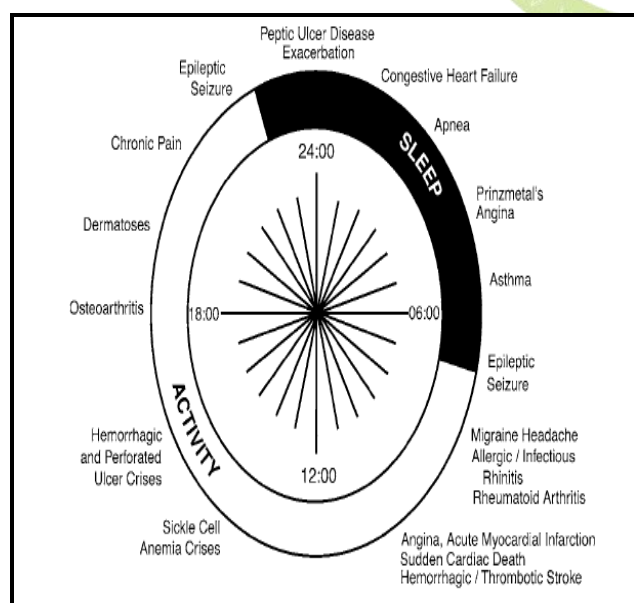 Peptic Ulcer Disease
Exacerbation
Congestive Heart Failure
Apnea
Prinzmetal's
Angina
Asthma
Epileptic
Seizure
Migraine Headache
Allergic / Infectious
Rhinitis
Rheumatoid Arthritis
Angina, Acute Myocardial Infarction
Sudden Cardiac Death
Hemorrhagic / Thrombotic Stroke
Sickle Cell
Anemia Crises
Hemorrhagic
and Perforated
Ulcer Crises
Osteoarthritis
Dermatoses
Chronic Pain
Epileptic
Seizure
SLEEP
ACTIVITY
24:00
06:00
12:00
18:00